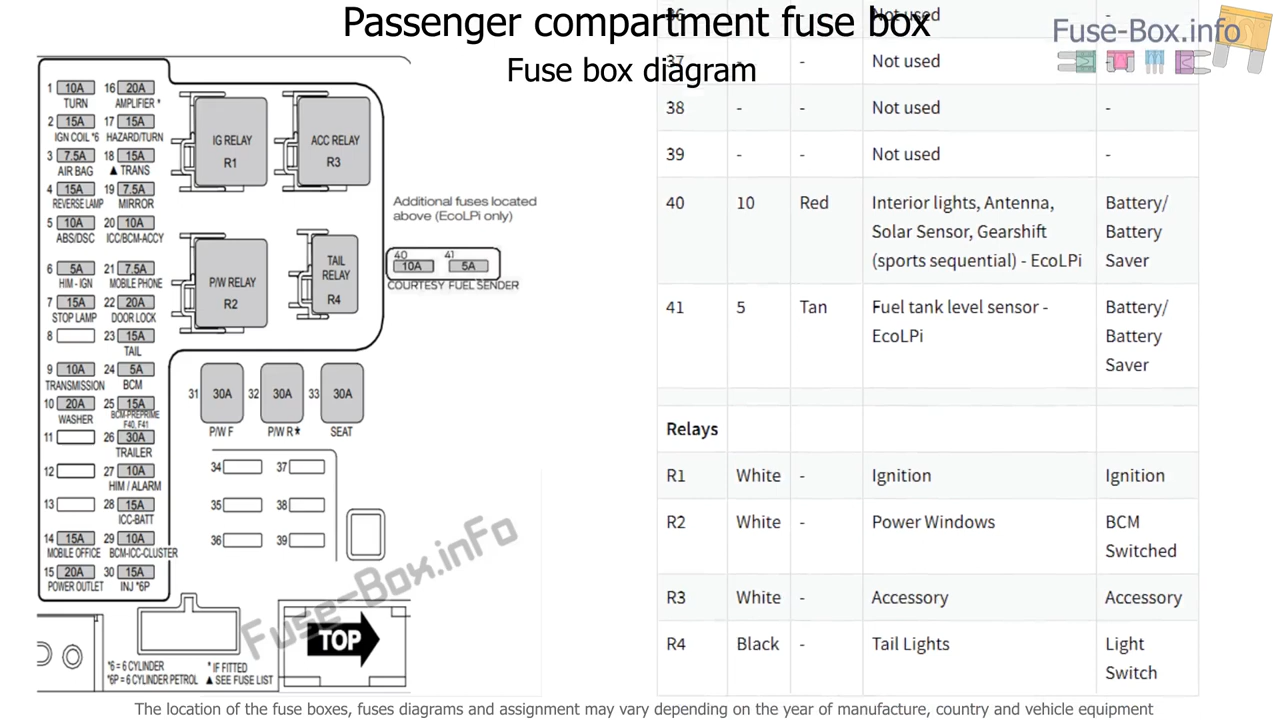 Passenger compartment fuse box
Fuse box diagram
Fuse-Box.info
1 10A 16 20A
TURN AMPLIFIER *
2 15A 17 15A
IGN COIL *6 HAZARD/TURN
3 7.5A 18 15A
AIR BAG ▲ TRANS
4 15A 19 7.5A
REVERSE LAMP MIRROR
5 10A 20 10A
ABS/DSC ICC/BCM-ACCY
6 5A 21 7.5A
HIM - IGN MOBILE PHONE
7 15A 22 20A
STOP LAMP DOOR LOCK
8 23 15A
TAIL
9 10A 24 5A
TRANSMISSION BCM
10 20A 25 15A
WASHER BCM-PREPRIME
F40, F41
11 26 30A
TRAILER
12 27 10A
HIM / ALARM
13 28 15A
ICC-BATT
14 15A 29 10A
MOBILE OFFICE BCM-ICC-CLUSTER
15 20A 30 15A
POWER OUTLET INJ *6P
IG RELAY
R1
ACC RELAY
R3
P/W RELAY
R2
TAIL
RELAY
R4
Additional fuses located
above (EcoLPi only)
40 41
10A 5A
COURTESY FUEL SENDER
31 30A 32 30A 33 30A
P/W F P/W R* SEAT
34 37
35 38
36 39
Fuse-Box.inFo
TOP
*6 = 6 CYLINDER * IF FITTED
*6P = 6 CYLINDER PETROL ▲ SEE FUSE LIST
36 - - Not used -
37 - - Not used -
38 - - Not used -
39 - - Not used -
40 10 Red Interior lights, Antenna, Battery/
Solar Sensor, Gearshift Battery
(sports sequential) - EcoLPi Saver
41 5 Tan Fuel tank level sensor - Battery/
EcoLPi Battery
Saver
Relays
R1 White - Ignition Ignition
R2 White - Power Windows BCM
Switched
R3 White - Accessory Accessory
R4 Black - Tail Lights Light
Switch
The location of the fuse boxes, fuses diagrams and assignment may vary depending on the year of manufacture, country and vehicle equipment